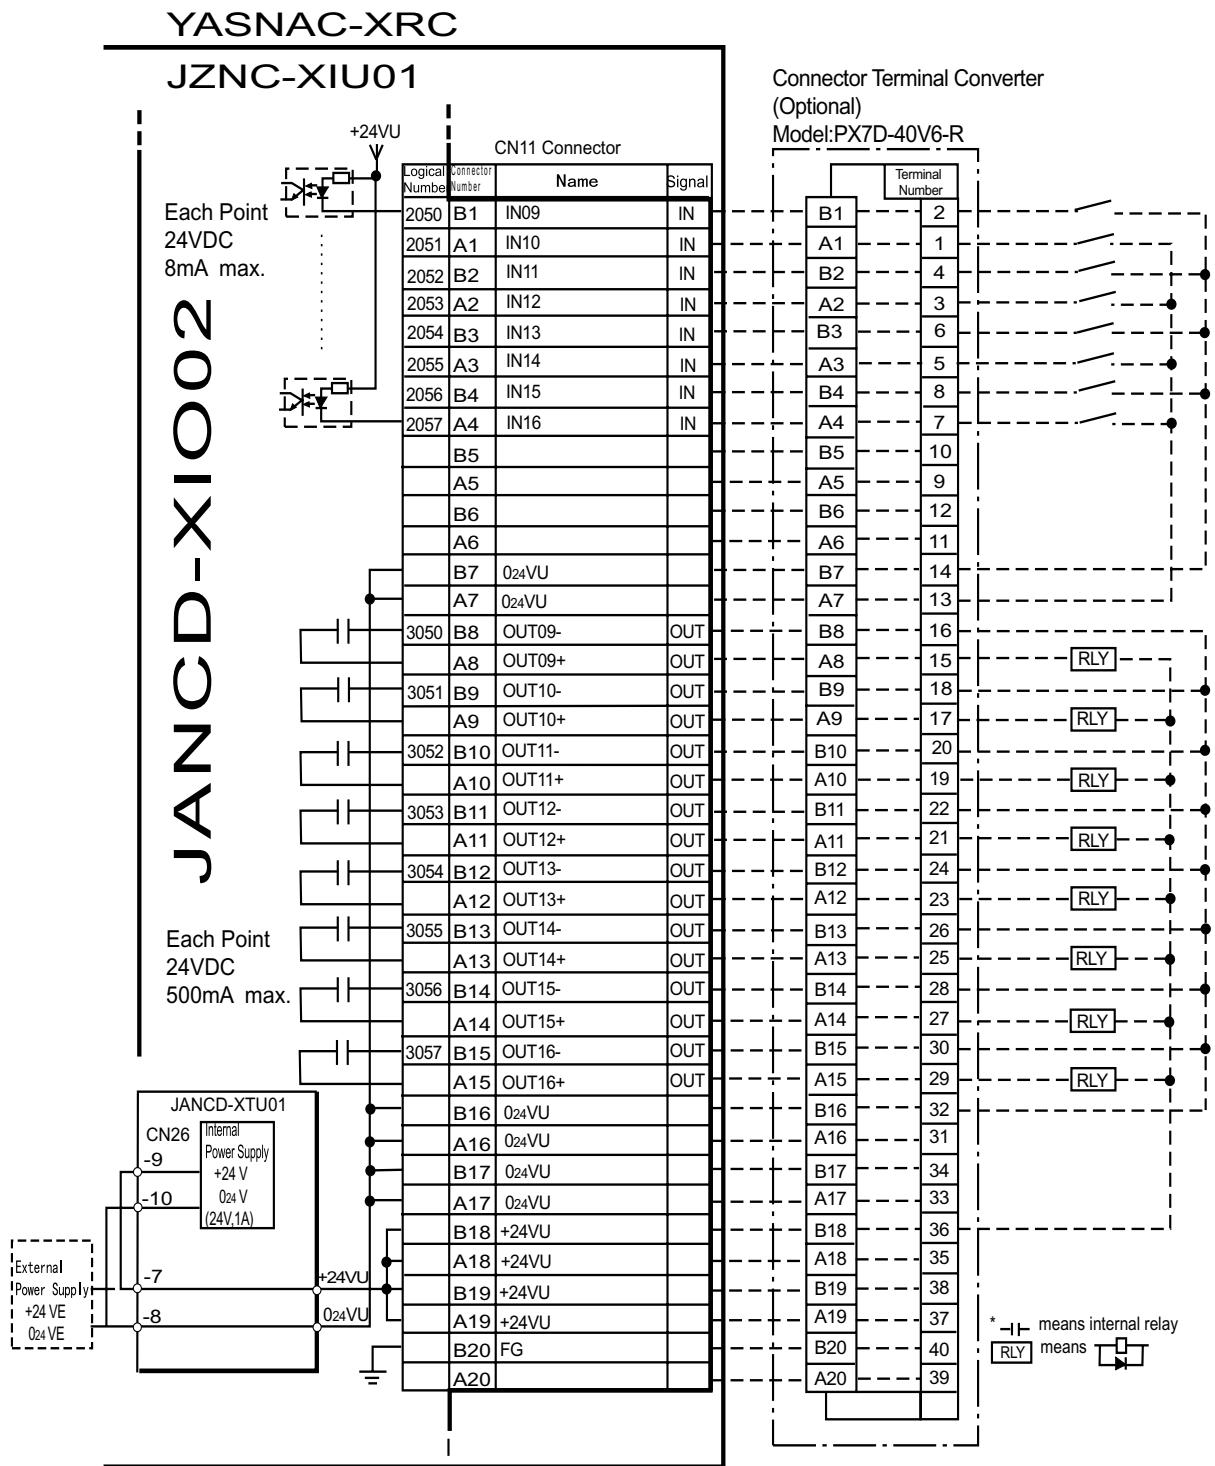 YASNAC-XRC
JZNC-XIU01
Connector Terminal Converter
(Optional)
Model:PX7D-40V6-R
+24VU
CN11 Connector
Logical Numbe Connector Number Name Signal
Terminal Number
Each Point
24VDC
8mA max.
JANCD-XIO02
2050 B1 IN09 IN B1 2
2051 A1 IN10 IN A1 1
2052 B2 IN11 IN B2 4
2053 A2 IN12 IN A2 3
2054 B3 IN13 IN B3 6
2055 A3 IN14 IN A3 5
2056 B4 IN15 IN B4 8
2057 A4 IN16 IN A4 7
B5 B5 10
A5 A5 9
B6 B6 12
A6 A6 11
B7 024VU B7 14
A7 024VU A7 13
3050 B8 OUT09- OUT B8 16
A8 OUT09+ OUT A8 15 RLY
3051 B9 OUT10- OUT B9 18
A9 OUT10+ OUT A9 17 RLY
3052 B10 OUT11- OUT B10 20
A10 OUT11+ OUT A10 19 RLY
3053 B11 OUT12- OUT B11 22
A11 OUT12+ OUT A11 21 RLY
3054 B12 OUT13- OUT B12 24
A12 OUT13+ OUT A12 23 RLY
3055 B13 OUT14- OUT B13 26
A13 OUT14+ OUT A13 25 RLY
3056 B14 OUT15- OUT B14 28
A14 OUT15+ OUT A14 27 RLY
3057 B15 OUT16- OUT B15 30
A15 OUT16+ OUT A15 29 RLY
B16 024VU B16 32
A16 024VU A16 31
B17 024VU B17 34
A17 024VU A17 33
B18 +24VU B18 36
A18 +24VU A18 35
B19 +24VU B19 38
A19 +24VU A19 37
B20 FG B20 40
A20 A20 39
Each Point
24VDC
500mA max.
JANCD-XTU01
CN26
Internal
Power Supply
+24 V
024 V
(24V,1A)
-9
-10
-7
-8
+24VU
024VU
External
Power Supply
+24 VE
024 VE
* means internal relay
RLY means